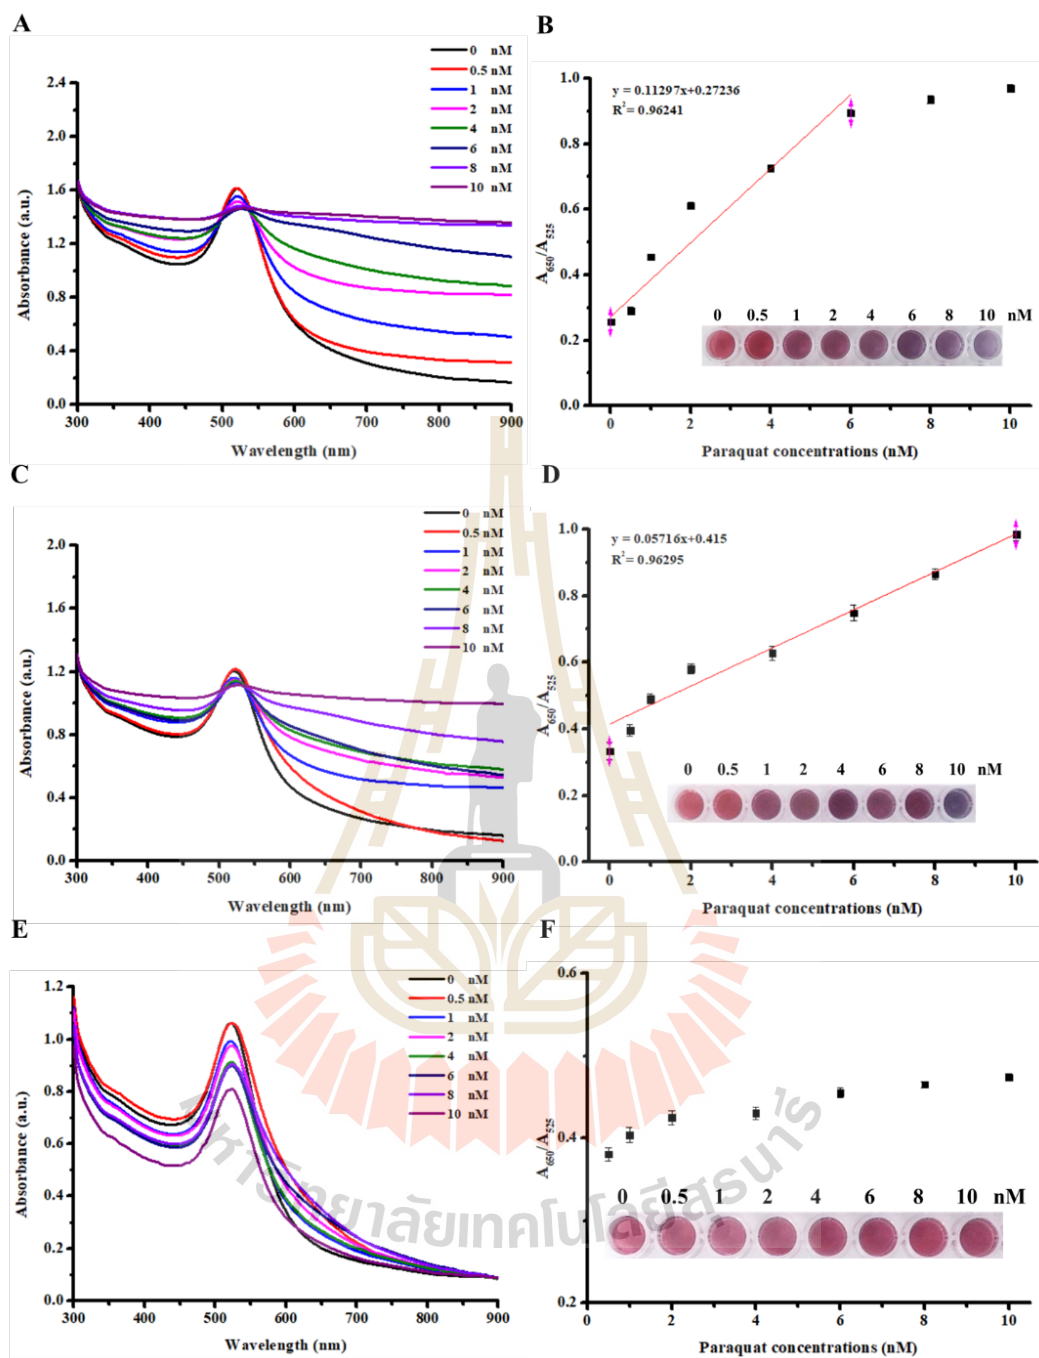 A
0 nM
0.5 nM
1 nM
2 nM
4 nM
6 nM
8 nM
10 nM
2.4
2.0
1.6
1.2
0.8
0.4
0.0
300 400 500 600 700 800 900
Absorbance (a.u.)
Wavelength (nm)
B
y = 0.11297x+0.27236
R² = 0.96241
1.0
0.8
0.6
0.4
0.2
0.0
0 2 4 6 8 10
A650/A525
0 0.5 1 2 4 6 8 10 nM
Paraquat concentrations (nM)
C
0 nM
0.5 nM
1 nM
2 nM
4 nM
6 nM
8 nM
10 nM
2.0
1.6
1.2
0.8
0.4
0.0
300 400 500 600 700 800 900
Absorbance (a.u.)
Wavelength (nm)
D
y = 0.05716x+0.415
R² = 0.96295
1.0
0.8
0.6
0.4
0.2
0.0
0 2 4 6 8 10
A650/A525
0 0.5 1 2 4 6 8 10 nM
Paraquat concentrations (nM)
E
0 nM
0.5 nM
1 nM
2 nM
4 nM
6 nM
8 nM
10 nM
1.2
1.0
0.8
0.6
0.4
0.2
0.0
300 400 500 600 700 800 900
Absorbance (a.u.)
Wavelength (nm)
F
0.6
0.4
0.2
0 2 4 6 8 10
A650/A525
0 0.5 1 2 4 6 8 10 nM
Paraquat concentrations (nM)
มหาวิทยาลัยเทคโนโลยีสุรนารี